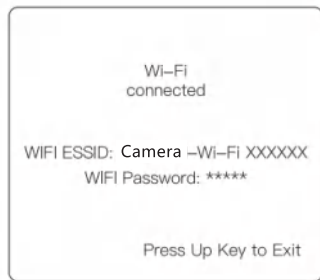 Wi–Fi
connected
WIFI ESSID: Camera –Wi–Fi XXXXXX
WIFI Password: *****
Press Up Key to Exit